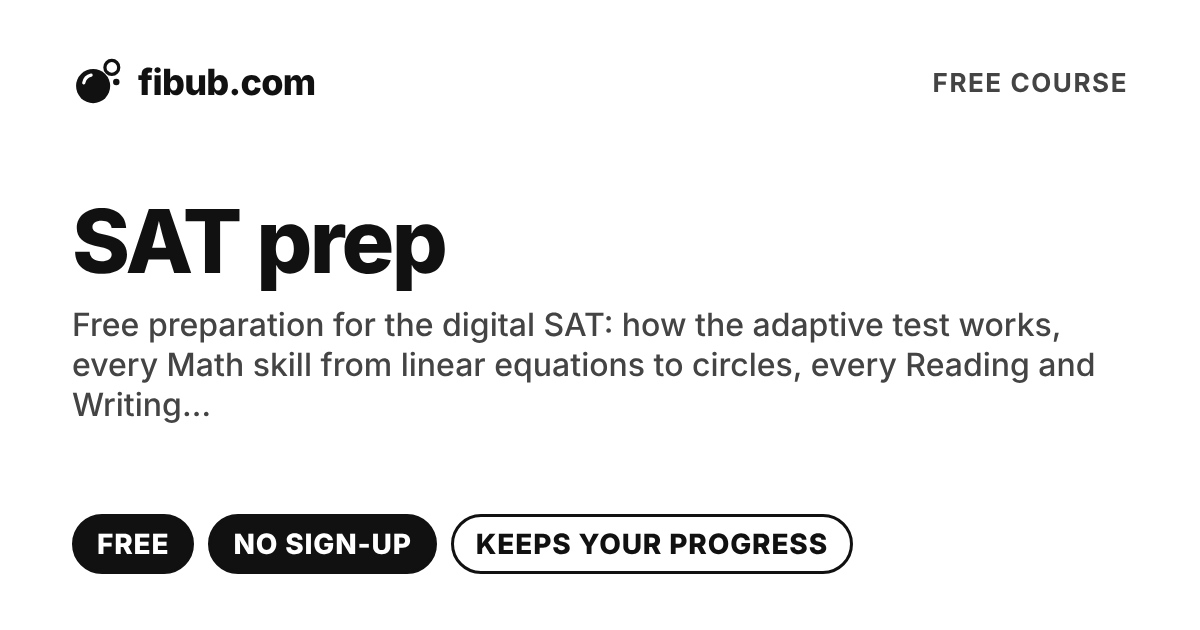 fibub.com
FREE COURSE
SAT prep
Free preparation for the digital SAT: how the adaptive test works,
every Math skill from linear equations to circles, every Reading and
Writing...
FREE
NO SIGN-UP
KEEPS YOUR PROGRESS